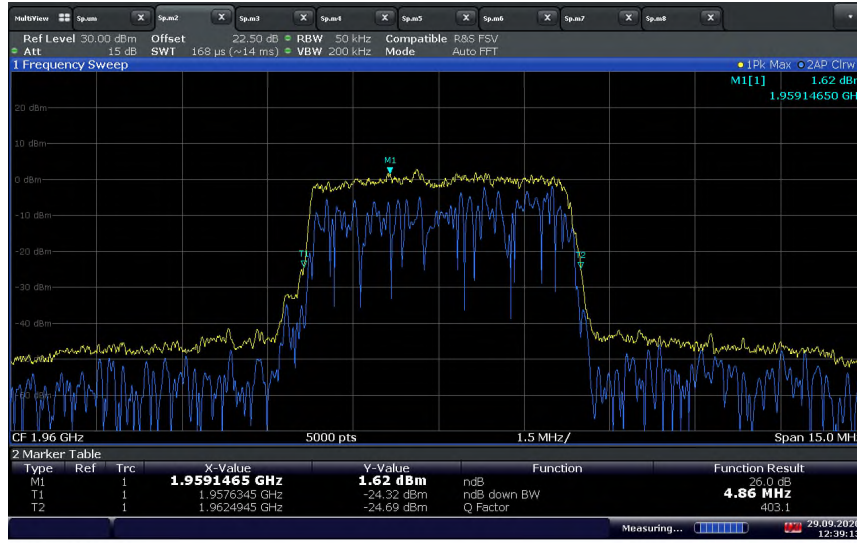 MultiView Sp.um X Sp.m2 X Sp.m3 X Sp.m4 X Sp.m5 X Sp.m6 X Sp.m7 X Sp.m8 X
Ref Level 30.00 dBm Offset 22.50 dB RBW 50 kHz Compatible R&S FSV
Att 15 dB SWT 168 µs (~14 ms) VBW 200 kHz Mode Auto FFT
1 Frequency Sweep 1Pk Max 2AP Clrw
M1[1] 1.62 dBm
1.95914650 GH
20 dBm
10 dBm
M1
0 dBm
-10 dBm
-20 dBm
T1 T2
-30 dBm
-40 dBm
-60 dBm
CF 1.96 GHz 5000 pts 1.5 MHz/ Span 15.0 MH
2 Marker Table
Type Ref Trc X-Value Y-Value Function Function Result
M1 1 1.9591465 GHz 1.62 dBm ndB 26.0 dB
T1 1 1.9576345 GHz -24.32 dBm ndB down BW 4.86 MHz
T2 1 1.9624945 GHz -24.69 dBm Q Factor 403.1
Measuring... 29.09.2020
12:39:13